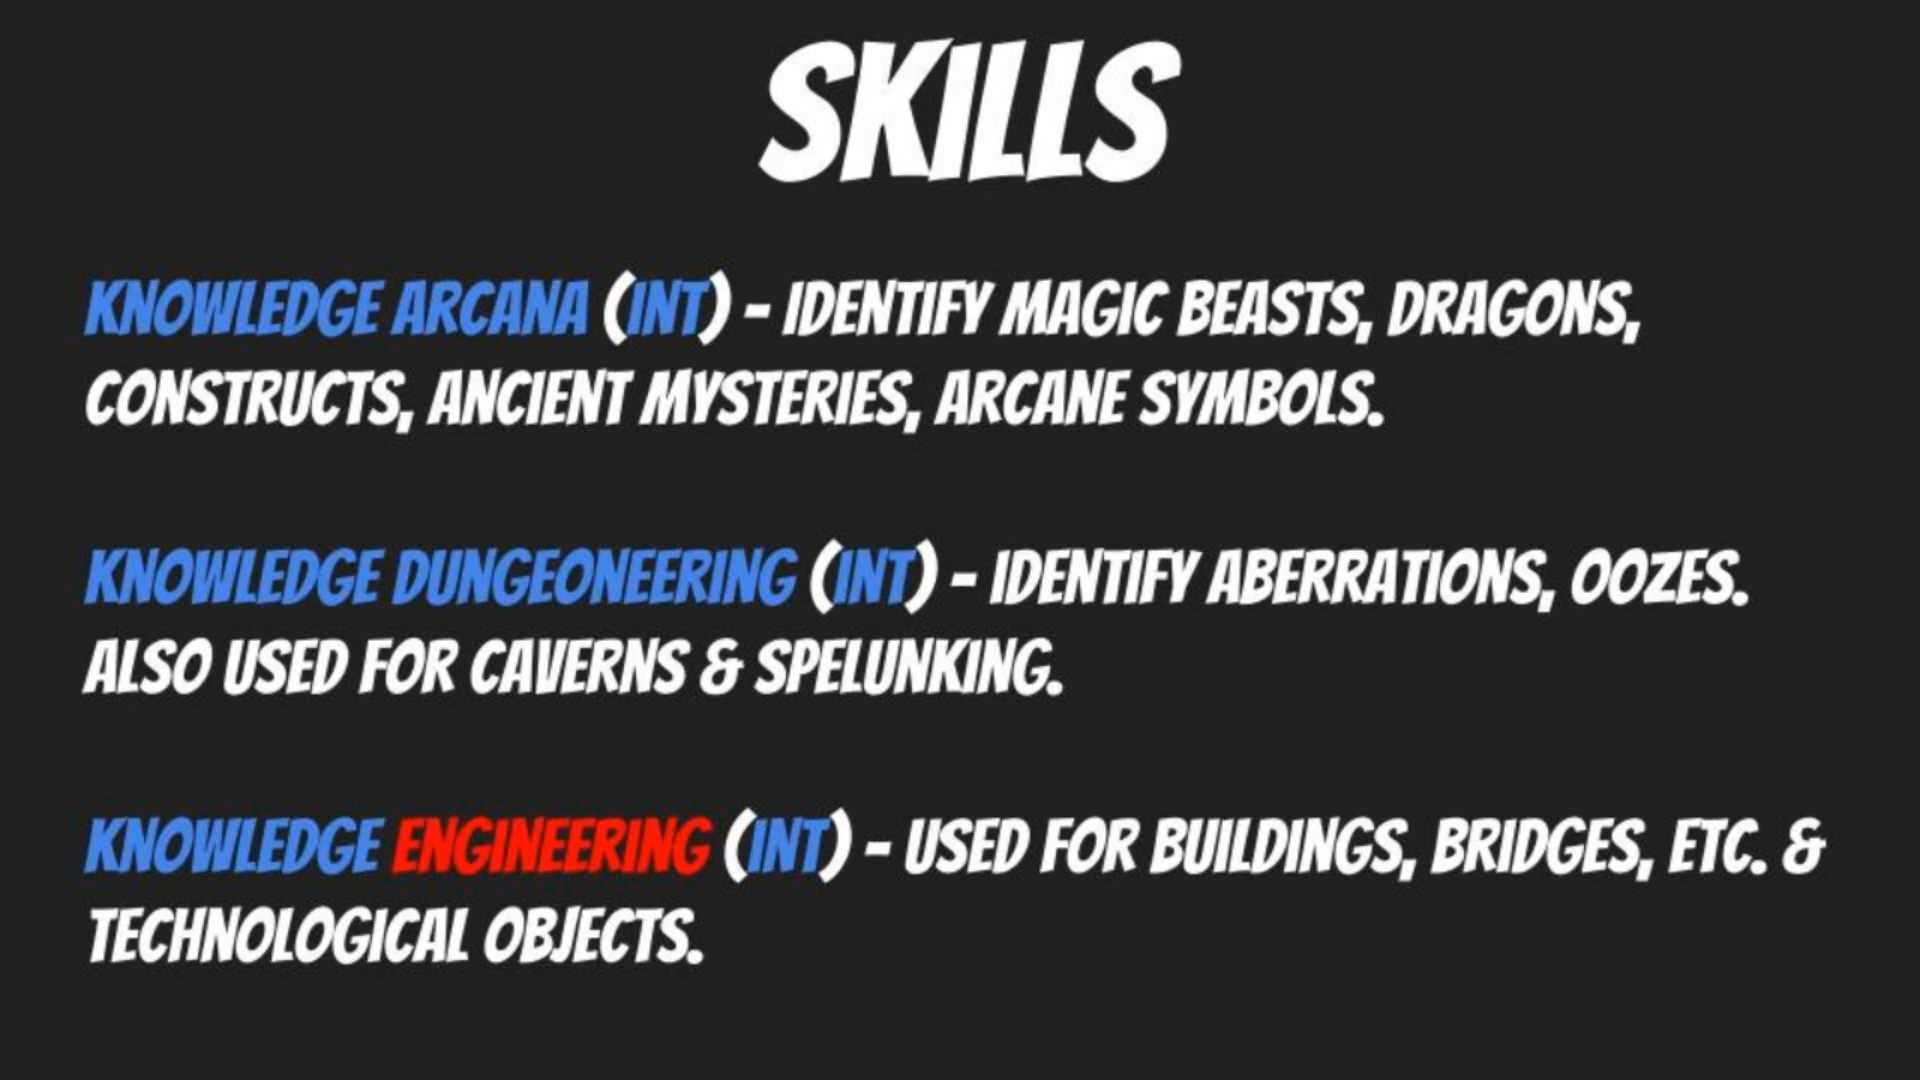 SKILLS
KNOWLEDGE ARCANA (INT) - IDENTIFY MAGIC BEASTS, DRAGONS,
CONSTRUCTS, ANCIENT MYSTERIES, ARCANE SYMBOLS.
KNOWLEDGE DUNGEONEERING (INT) - IDENTIFY ABERRATIONS, OOZES.
ALSO USED FOR CAVERNS & SPELUNKING.
KNOWLEDGE ENGINEERING (INT) - USED FOR BUILDINGS, BRIDGES, ETC. &
TECHNOLOGICAL OBJECTS.